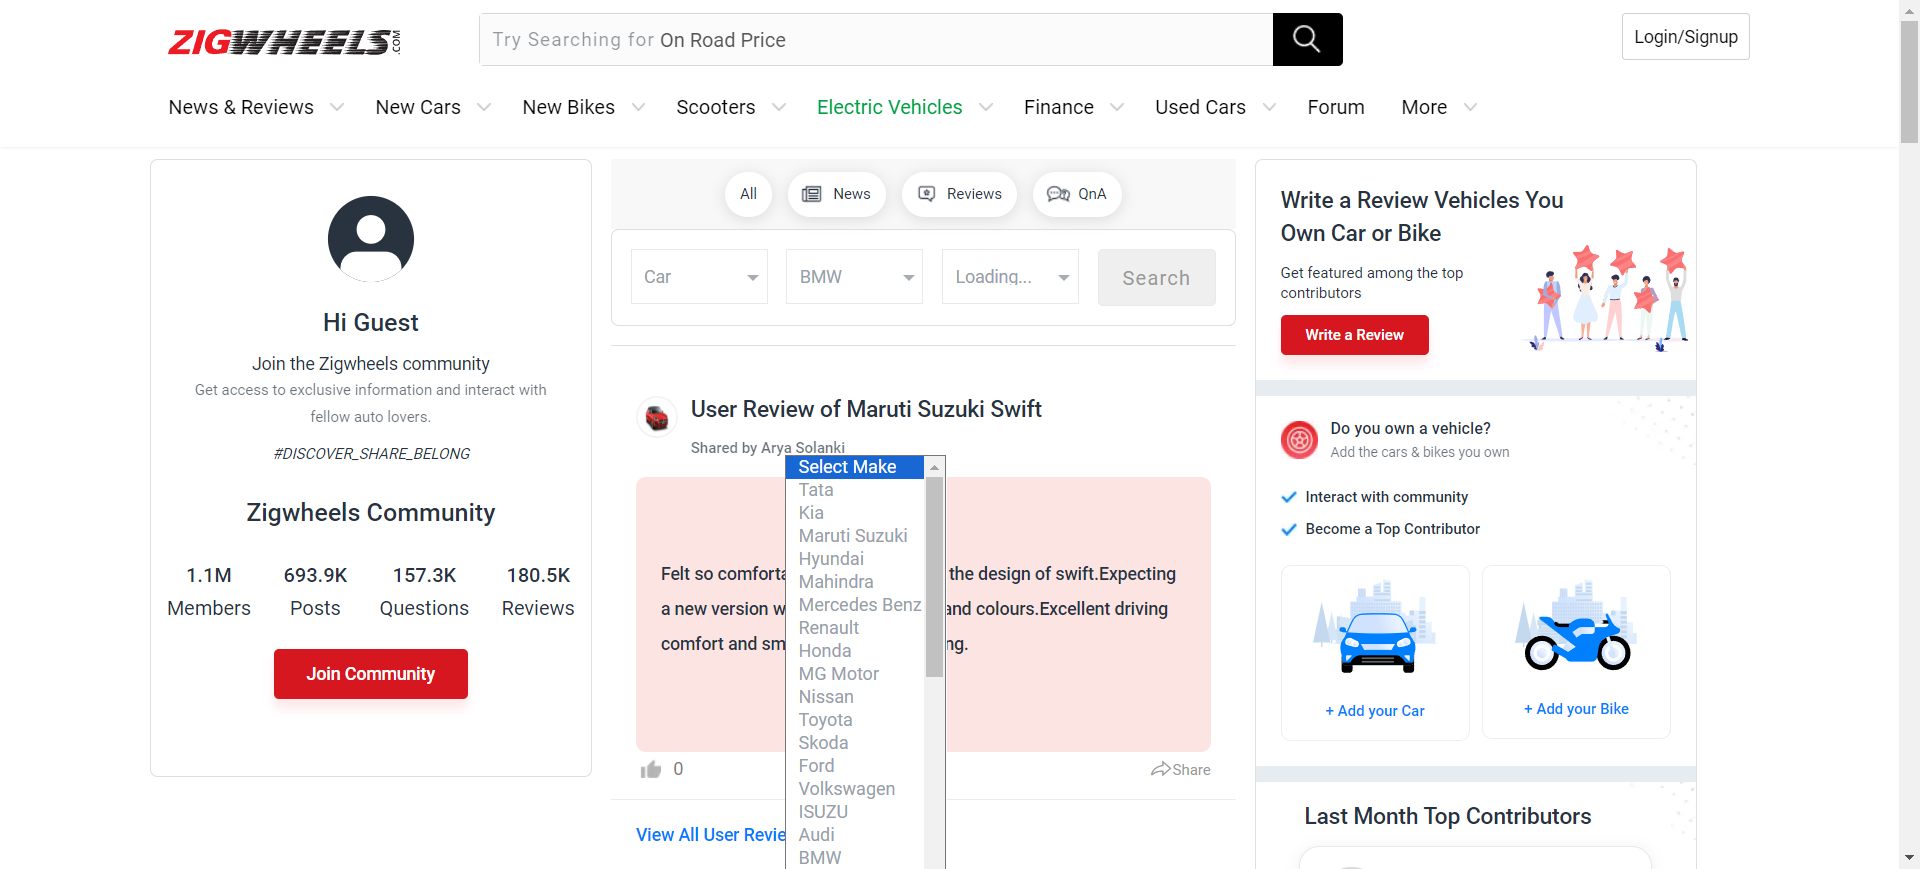 ZIGWHEELS.COM
Try Searching for On Road Price
Login/Signup
News & Reviews
New Cars
New Bikes
Scooters
Electric Vehicles
Finance
Used Cars
Forum
More
Hi Guest
Join the Zigwheels community
Get access to exclusive information and interact with
fellow auto lovers.
#DISCOVER_SHARE_BELONG
Zigwheels Community
1.1M 693.9K 157.3K 180.5K
Members Posts Questions Reviews
Join Community
All
News
Reviews
QnA
Car
BMW
Loading...
Search
User Review of Maruti Suzuki Swift
Shared by Arya Solanki
Felt so comforta the design of swift.Expecting
a new version w and colours.Excellent driving
comfort and sm ng.
0
Share
View All User Revie
Select Make
Tata
Kia
Maruti Suzuki
Hyundai
Mahindra
Mercedes Benz
Renault
Honda
MG Motor
Nissan
Toyota
Skoda
Ford
Volkswagen
ISUZU
Audi
BMW
Write a Review Vehicles You
Own Car or Bike
Get featured among the top
contributors
Write a Review
Do you own a vehicle?
Add the cars & bikes you own
Interact with community
Become a Top Contributor
+ Add your Car
+ Add your Bike
Last Month Top Contributors